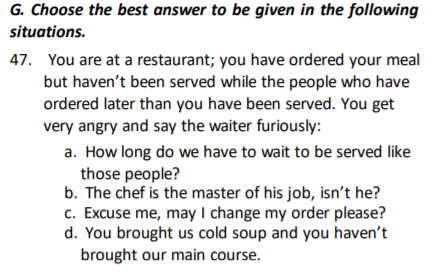 G. Choose the best answer to be given in the following
situations.
47. You are at a restaurant; you have ordered your meal
but haven't been served while the people who have
ordered later than you have been served. You get
very angry and say the waiter furiously:
a. How long do we have to wait to be served like
those people?
b. The chef is the master of his job, isn't he?
c. Excuse me, may I change my order please?
d. You brought us cold soup and you haven't
brought our main course.